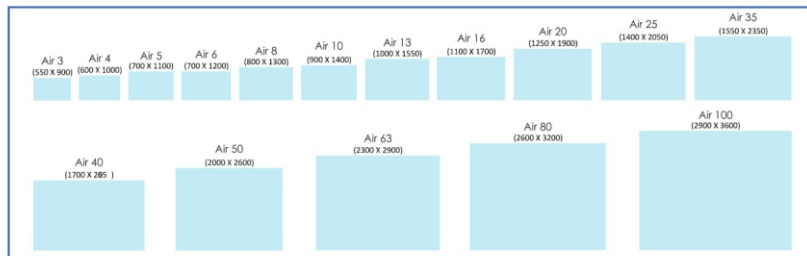 Air 3
(550 X 900)
Air 4
(600 X 1000)
Air 5
(700 X 1100)
Air 6
(700 X 1200)
Air 8
(800 X 1300)
Air 10
(900 X 1400)
Air 13
(1000 X 1550)
Air 16
(1100 X 1700)
Air 20
(1250 X 1900)
Air 25
(1400 X 2050)
Air 35
(1550 X 2350)
Air 40
(1700 X
Air 50
(2000 X 2600)
Air 63
(2300 X 2900)
Air 80
(2600 X 3200)
Air 100
(2900 X 3600)